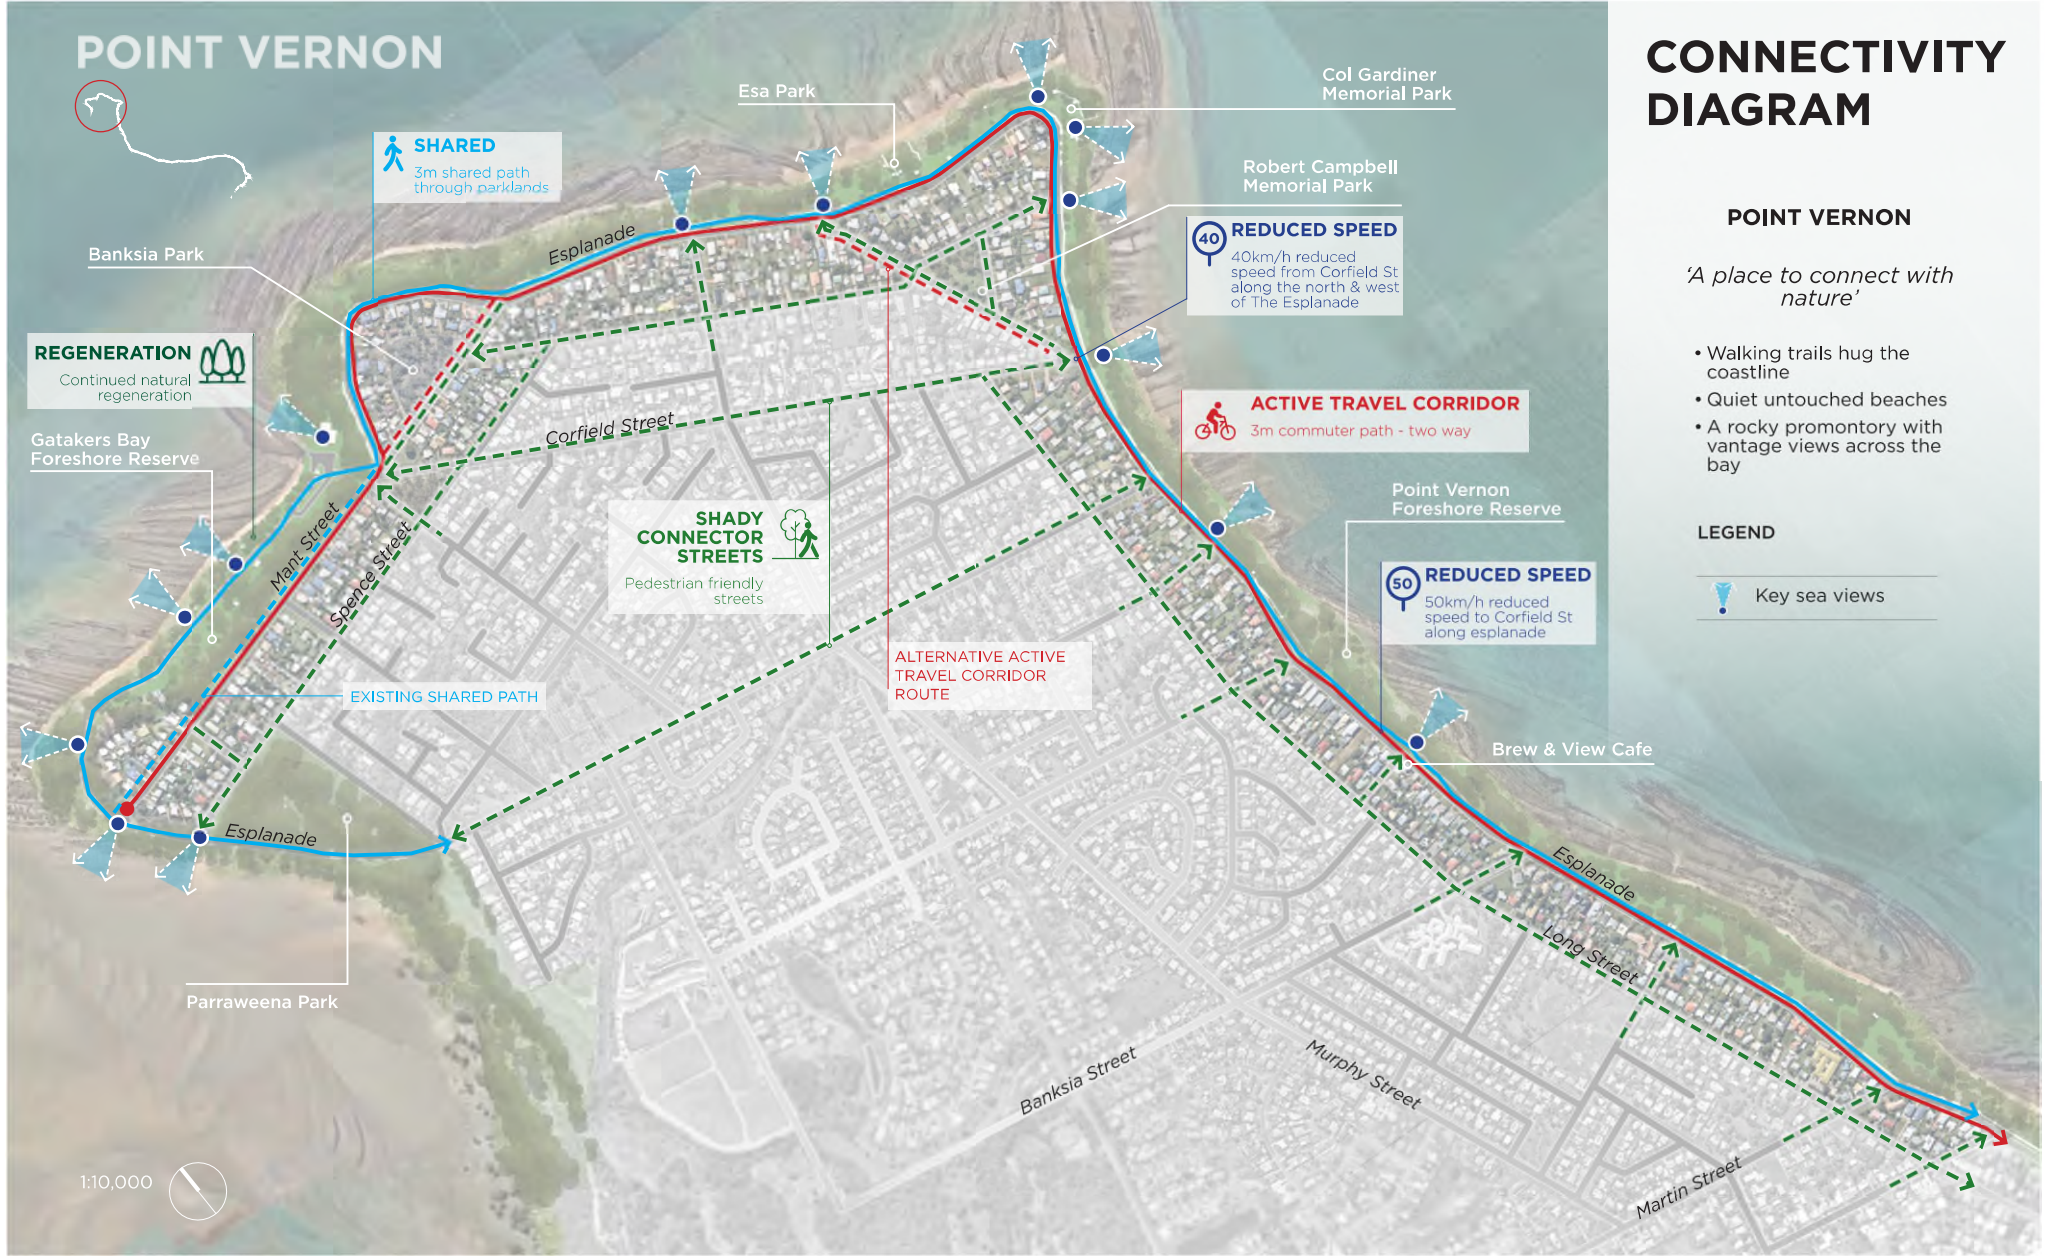 POINT VERNON
CONNECTIVITY
DIAGRAM
POINT VERNON
‘A place to connect with
nature’
• Walking trails hug the
coastline
• Quiet untouched beaches
• A rocky promontory with
vantage views across the
bay
LEGEND
Key sea views
Esa Park
Col Gardiner
Memorial Park
SHARED
3m shared path
through parklands
Robert Campbell
Memorial Park
40
REDUCED SPEED
40km/h reduced
speed from Corfield St
along the north & west
of The Esplanade
Esplanade
Banksia Park
REGENERATION
Continued natural
regeneration
Gatakers Bay
Foreshore Reserve
Corfield Street
ACTIVE TRAVEL CORRIDOR
3m commuter path - two way
Point Vernon
Foreshore Reserve
Mant Street
Spence Street
SHADY
CONNECTOR
STREETS
Pedestrian friendly
streets
50
REDUCED SPEED
50km/h reduced
speed to Corfield St
along esplanade
ALTERNATIVE ACTIVE
TRAVEL CORRIDOR
ROUTE
EXISTING SHARED PATH
Brew & View Cafe
Esplanade
Esplanade
Long Street
Parraweena Park
Banksia Street
Murphy Street
Martin Street
1:10,000